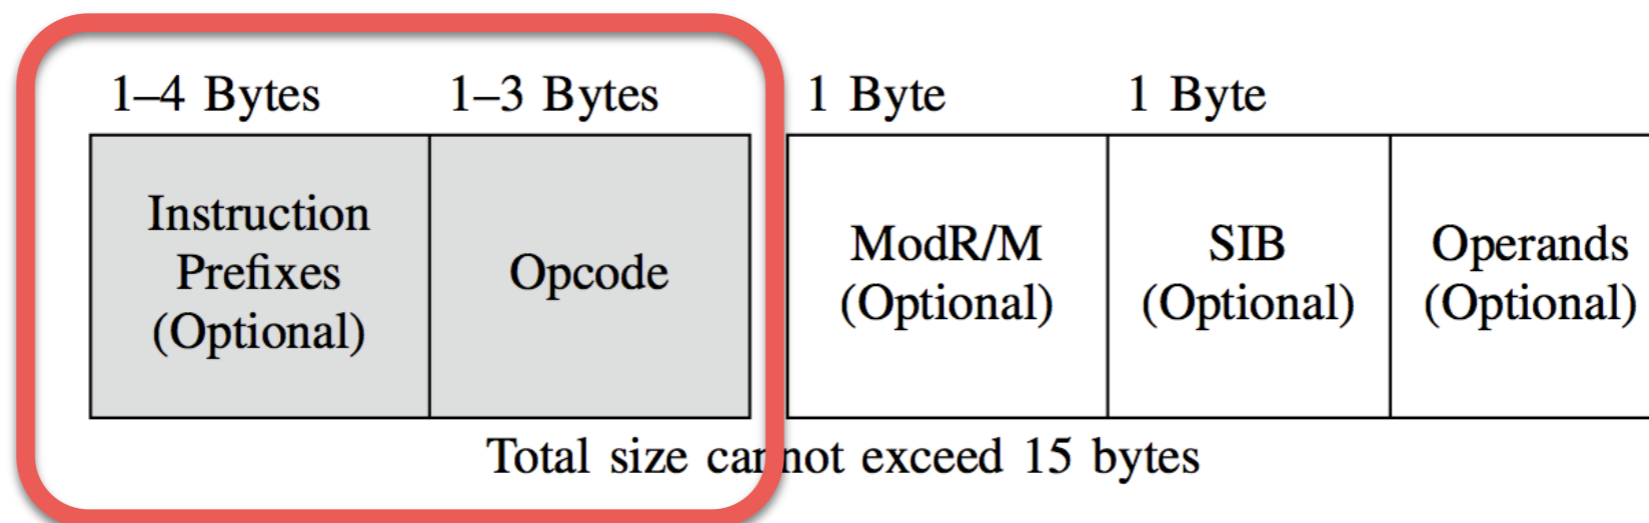 1–4 Bytes 1–3 Bytes 1 Byte 1 Byte
Instruction
Prefixes
(Optional)
Opcode
ModR/M
(Optional)
SIB
(Optional)
Operands
(Optional)
Total size cannot exceed 15 bytes